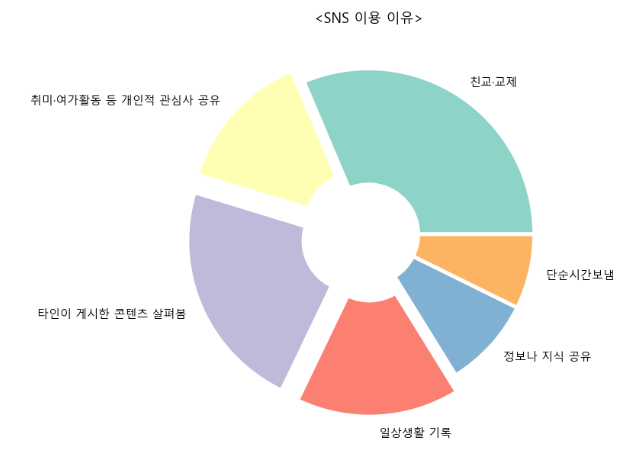 <SNS 이용 이유>
친교·교제
취미·여가활동 등 개인적 관심사 공유
단순시간보냄
타인이 게시한 콘텐츠 살펴봄
정보나 지식 공유
일상생활 기록